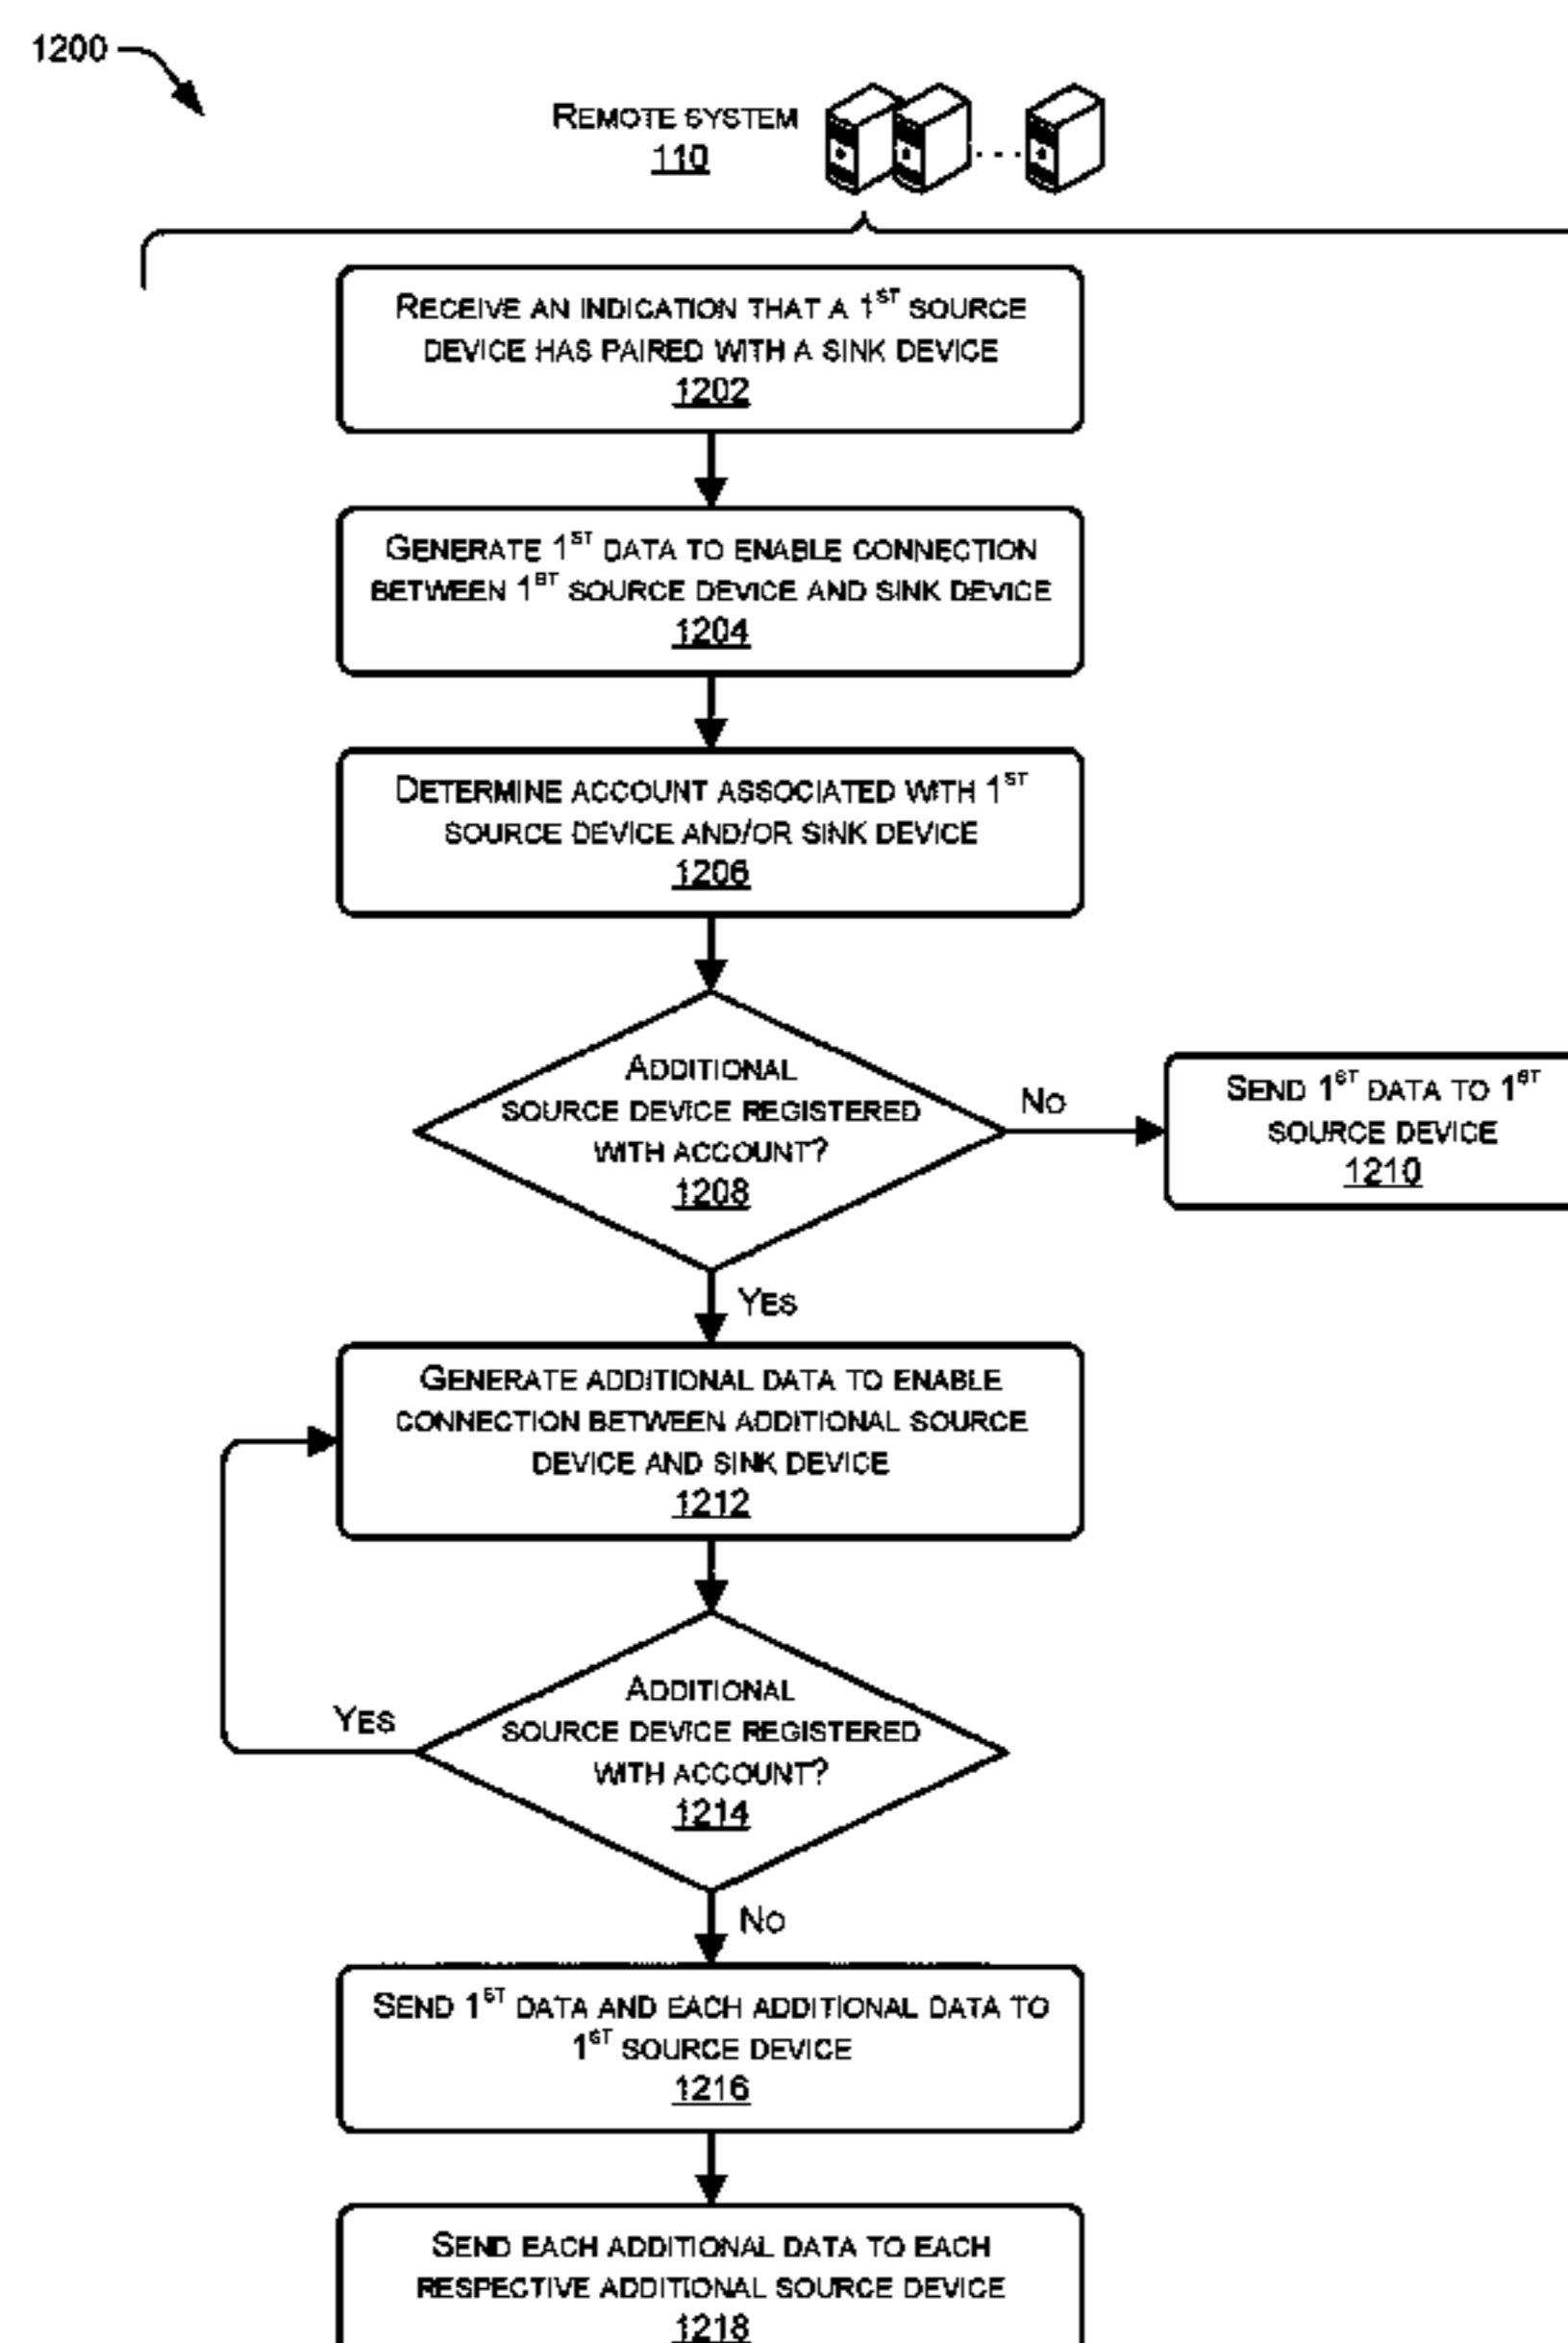 1200
REMOTE SYSTEM
110
RECEIVE AN INDICATION THAT A 1ST SOURCE
DEVICE HAS PAIRED WITH A SINK DEVICE
1202
GENERATE 1ST DATA TO ENABLE CONNECTION
BETWEEN 1ST SOURCE DEVICE AND SINK DEVICE
1204
DETERMINE ACCOUNT ASSOCIATED WITH 1ST
SOURCE DEVICE AND/OR SINK DEVICE
1206
ADDITIONAL
SOURCE DEVICE REGISTERED
WITH ACCOUNT?
1208
NO
SEND 1ST DATA TO 1ST
SOURCE DEVICE
1210
YES
GENERATE ADDITIONAL DATA TO ENABLE
CONNECTION BETWEEN ADDITIONAL SOURCE
DEVICE AND SINK DEVICE
1212
YES
ADDITIONAL
SOURCE DEVICE REGISTERED
WITH ACCOUNT?
1214
NO
SEND 1ST DATA AND EACH ADDITIONAL DATA TO
1ST SOURCE DEVICE
1216
SEND EACH ADDITIONAL DATA TO EACH
RESPECTIVE ADDITIONAL SOURCE DEVICE
1218